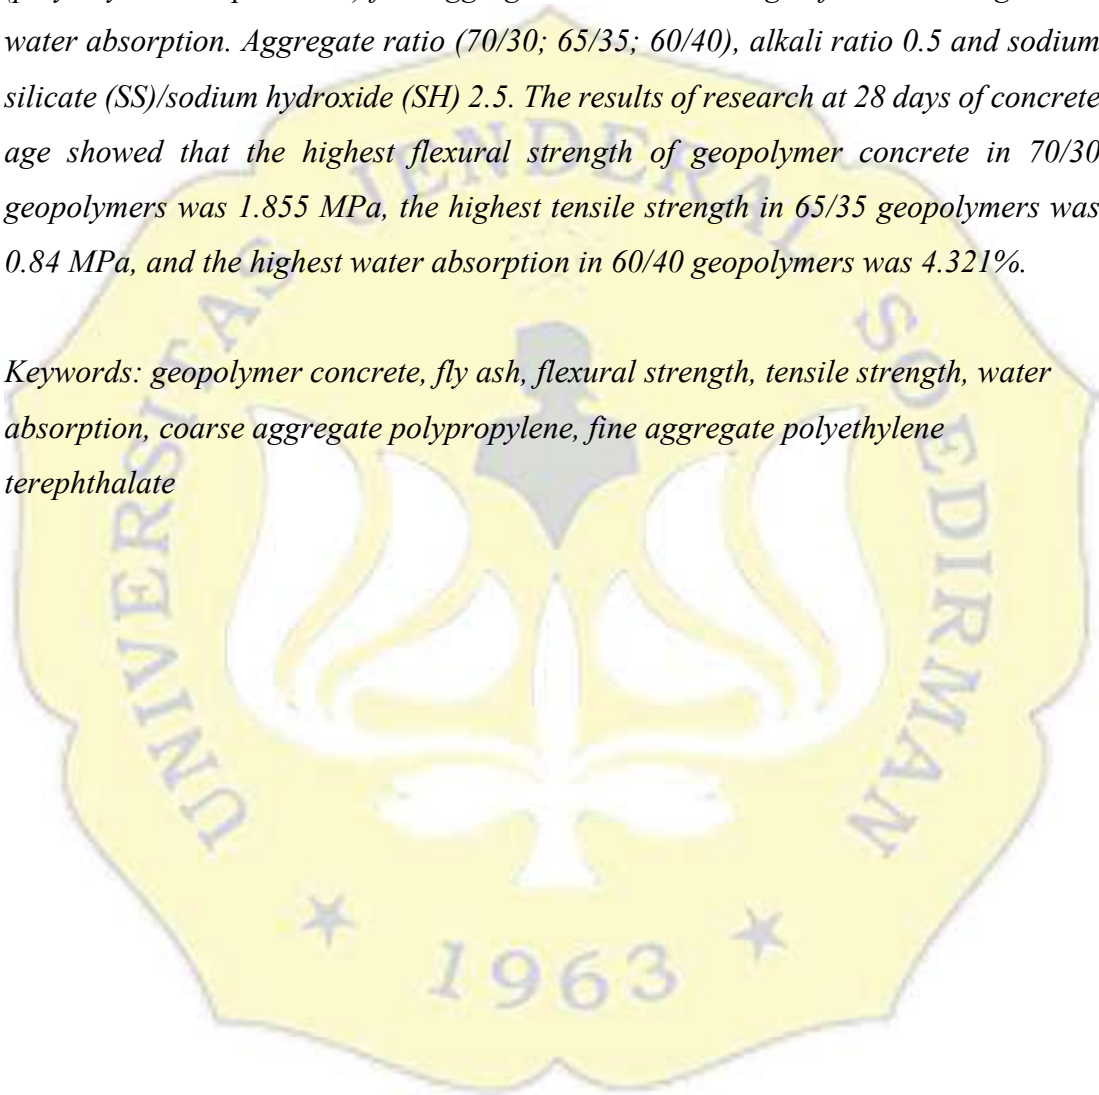 water absorption. Aggregate ratio (70/30; 65/35; 60/40), alkali ratio 0.5 and sodium
silicate (SS)/sodium hydroxide (SH) 2.5. The results of research at 28 days of concrete
age showed that the highest flexural strength of geopolymer concrete in 70/30
geopolymers was 1.855 MPa, the highest tensile strength in 65/35 geopolymers was
0.84 MPa, and the highest water absorption in 60/40 geopolymers was 4.321%.
Keywords: geopolymer concrete, fly ash, flexural strength, tensile strength, water
absorption, coarse aggregate polypropylene, fine aggregate polyethylene
terephthalate
UNIVERSITAS JENDERAL SOEDIRMAN
1963